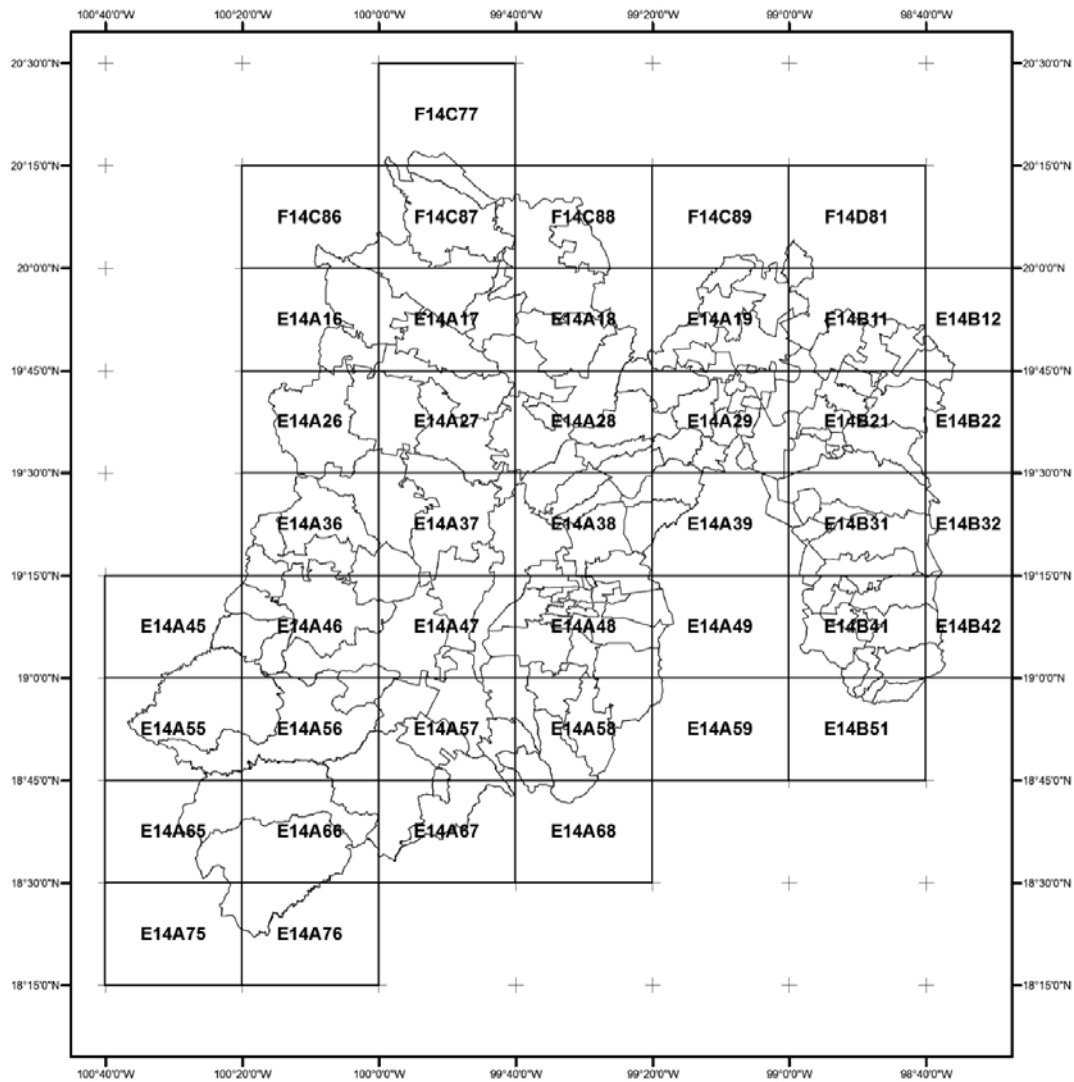 100°40'0"W 100°20'0"W 100°0'0"W 99°40'0"W 99°20'0"W 99°0'0"W 98°40'0"W
20°30'0"N 20°30'0"N
F14C77
20°15'0"N 20°15'0"N
F14C86 F14C87 F14C88 F14C89 F14D81
20°0'0"N 20°0'0"N
E14A16 E14A17 E14A18 E14A19 E14B11 E14B12
19°45'0"N 19°45'0"N
E14A26 E14A27 E14A28 E14A29 E14B21 E14B22
19°30'0"N 19°30'0"N
E14A36 E14A37 E14A38 E14A39 E14B31 E14B32
19°15'0"N 19°15'0"N
E14A45 E14A46 E14A47 E14A48 E14A49 E14B41 E14B42
19°0'0"N 19°0'0"N
E14A55 E14A56 E14A57 E14A58 E14A59 E14B51
18°45'0"N 18°45'0"N
E14A65 E14A66 E14A67 E14A68
18°30'0"N 18°30'0"N
E14A75 E14A76
18°15'0"N 18°15'0"N
100°40'0"W 100°20'0"W 100°0'0"W 99°40'0"W 99°20'0"W 99°0'0"W 98°40'0"W